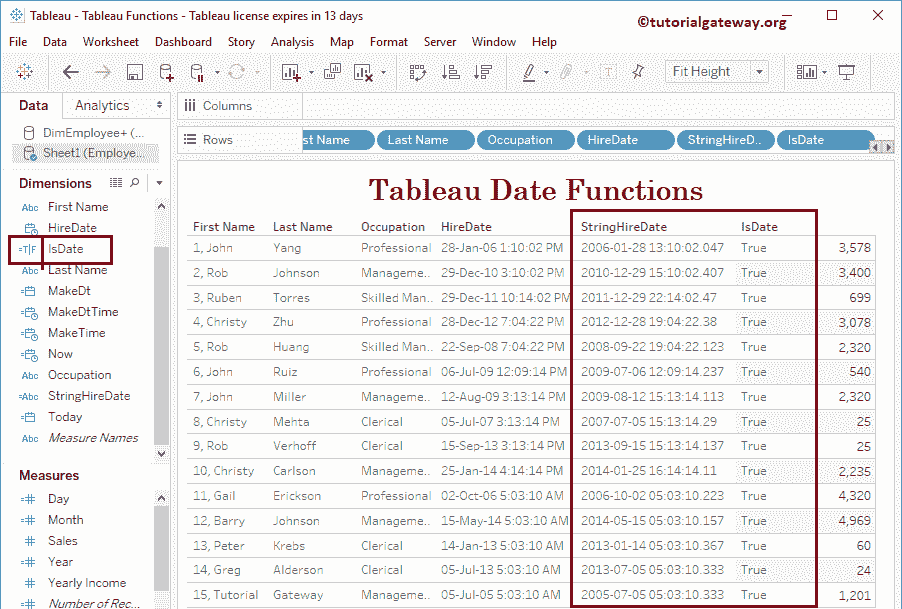 Tableau - Tableau Functions - Tableau license expires in 13 days
©tutorialgateway.org
File Data Worksheet Dashboard Story Analysis Map Format Server Window Help
Fit Height
Data Analytics
Columns
DimEmployee+ (...
Sheet1 (Employe...
Rows
st Name Last Name Occupation HireDate StringHireD.. IsDate
Dimensions
Abc First Name
HireDate
=T|F IsDate
Abc Last Name
MakeDt
MakeDtTime
MakeTime
Now
Abc Occupation
=Abc StringHireDate
Today
Abc Measure Names
Measures
Day
Month
Sales
Year
Yearly Income
Number of Rec...
Tableau Date Functions
First Name Last Name Occupation HireDate StringHireDate IsDate
1, John Yang Professional 28-Jan-06 1:10:02 PM 2006-01-28 13:10:02.047 True 3,578
2, Rob Johnson Manageme.. 29-Dec-10 3:10:02 PM 2010-12-29 15:10:02.407 True 3,400
3, Ruben Torres Skilled Man.. 29-Dec-11 10:14:02 PM 2011-12-29 22:14:02.47 True 699
4, Christy Zhu Professional 28-Dec-12 7:04:22 PM 2012-12-28 19:04:22.38 True 3,078
5, Rob Huang Skilled Man.. 22-Sep-08 7:04:22 PM 2008-09-22 19:04:22.123 True 2,320
6, John Ruiz Professional 06-Jul-09 12:09:14 PM 2009-07-06 12:09:14.237 True 540
7, John Miller Manageme.. 12-Aug-09 3:13:14 PM 2009-08-12 15:13:14.113 True 2,320
8, Christy Mehta Clerical 05-Jul-07 3:13:14 PM 2007-07-05 15:13:14.29 True 25
9, Rob Verhoff Clerical 15-Sep-13 3:13:14 PM 2013-09-15 15:13:14.137 True 25
10, Christy Carlson Manageme.. 25-Jan-14 4:14:14 PM 2014-01-25 16:14:14.11 True 2,235
11, Gail Erickson Professional 02-Oct-06 5:03:10 AM 2006-10-02 05:03:10.223 True 4,320
12, Barry Johnson Manageme.. 15-May-14 5:03:10 AM 2014-05-15 05:03:10.157 True 4,969
13, Peter Krebs Clerical 14-Jan-13 5:03:10 AM 2013-01-14 05:03:10.367 True 60
14, Greg Alderson Clerical 05-Jul-13 5:03:10 AM 2013-07-05 05:03:10.333 True 24
15, Tutorial Gateway Manageme.. 05-Jul-05 5:03:10 AM 2005-07-05 05:03:10.333 True 1,201